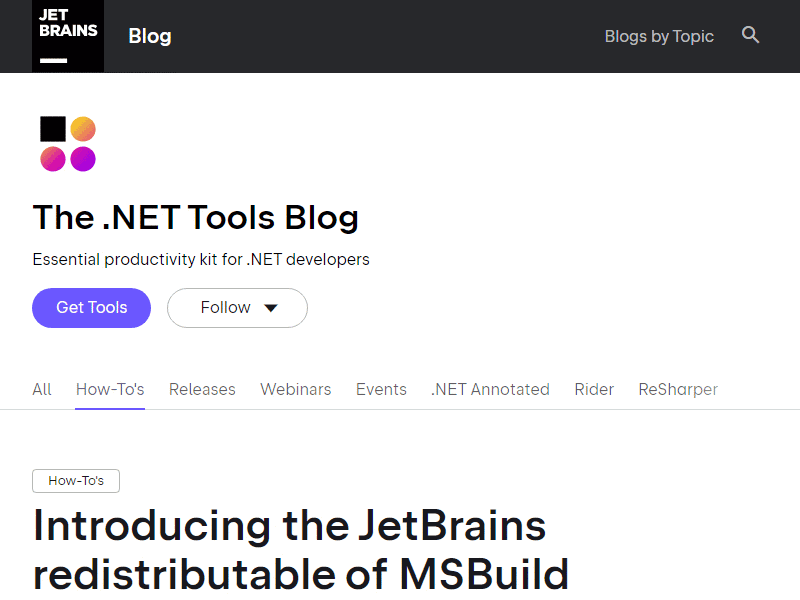 JET
BRAINS
Blog
Blogs by Topic
The .NET Tools Blog
Essential productivity kit for .NET developers
Get Tools
Follow
All How-To's Releases Webinars Events .NET Annotated Rider ReSharper
How-To's
Introducing the JetBrains
redistributable of MSBuild